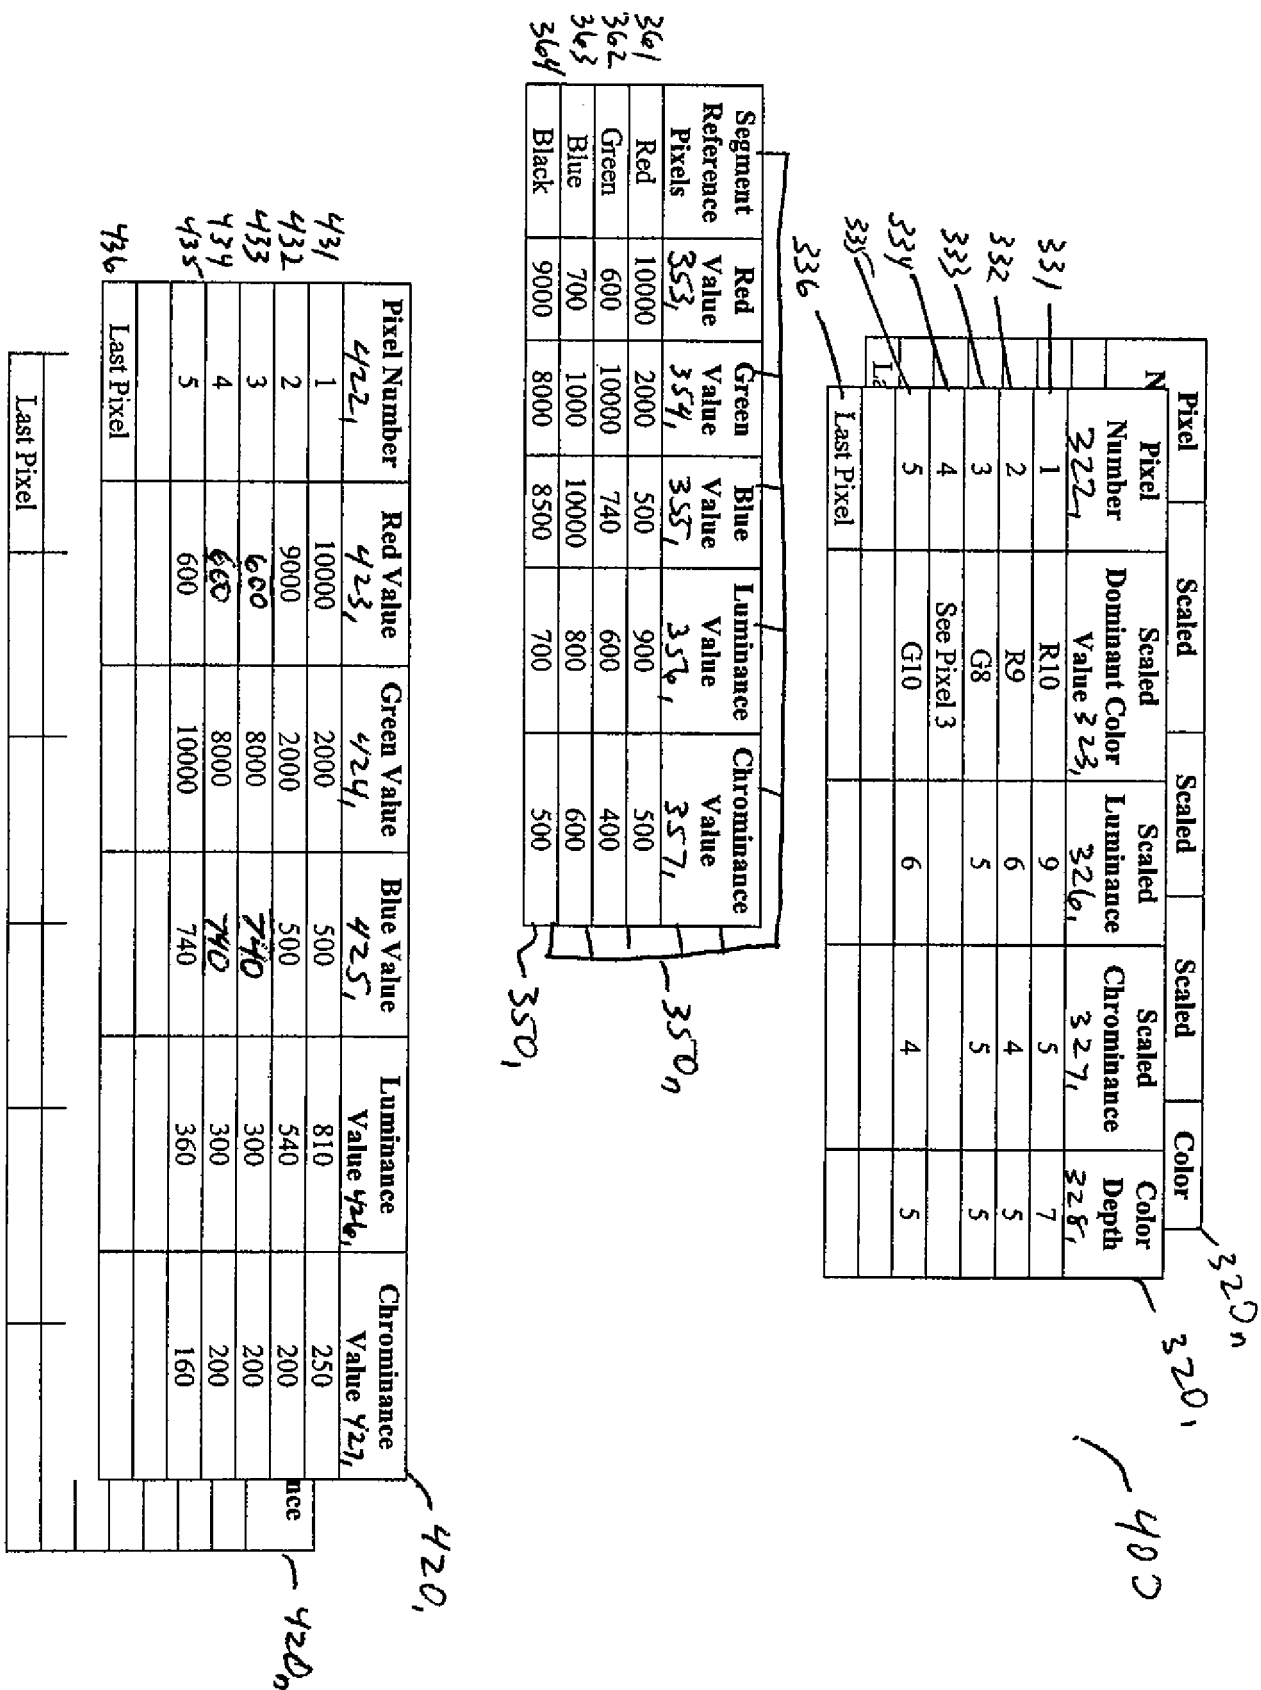 400
320n
320₁
Pixel Scaled Scaled Scaled Color
N
La
Pixel Number 322₁ Scaled Dominant Color Value 323₁ Scaled Luminance 326₁ Scaled Chrominance 327₁ Color Depth 328₁
331 1 R10 9 5 7
332 2 R9 6 4 5
333 3 G8 5 5 5
334 4 See Pixel 3
335 5 G10 6 4 5
336 Last Pixel
350n
350₁
Segment Reference Pixels Red Value 353₁ Green Value 354₁ Blue Value 355₁ Luminance Value 356₁ Chrominance Value 357₁
361 Red 10000 2000 500 900 500
362 Green 600 10000 740 600 400
363 Blue 700 1000 10000 800 600
364 Black 9000 8000 8500 700 500
420₁
420n
Pixel Number 422₁ Red Value 423₁ Green Value 424₁ Blue Value 425₁ Luminance Value 426₁ Chrominance Value 427₁
431 1 10000 2000 500 810 250
432 2 9000 2000 500 540 200
433 3 600 8000 740 300 200
434 4 600 8000 740 300 200
435 5 600 10000 740 360 160
436 Last Pixel
nce
Last Pixel